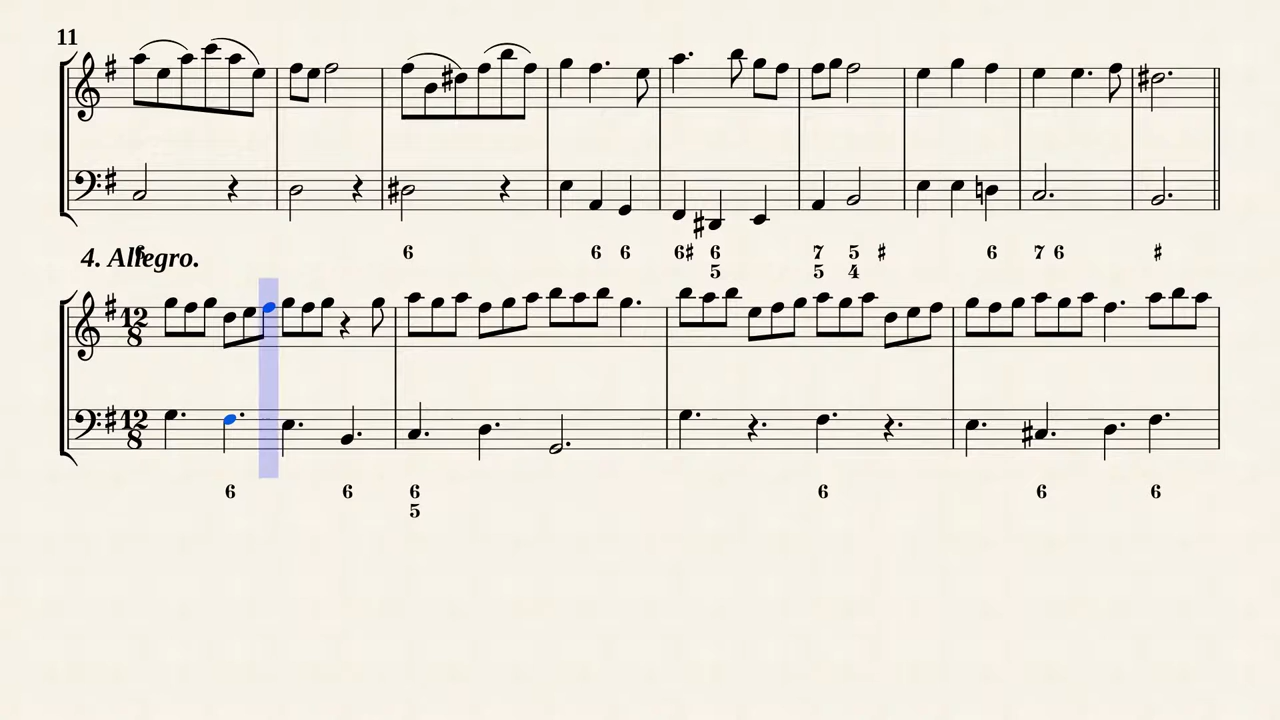 11
6 6 6 6♯ 6 7 5 ♯ 6 7 6 ♯
5 5 4
4. Allegro.
12 8
12 8
6 6 6 6 6 6
5